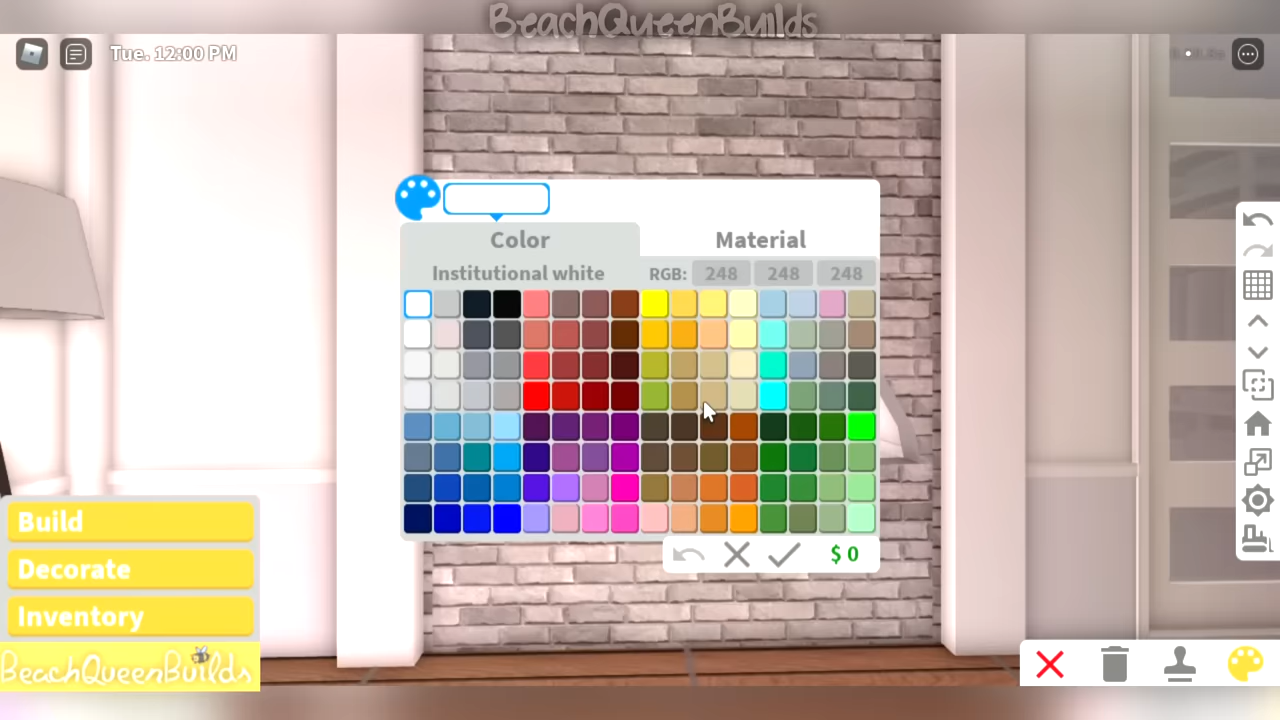 BeachQueenBuilds
Tue. 12:00 PM
Color
Material
Institutional white
RGB: 248 248 248
Build
Decorate
Inventory
$ 0
BeachQueenBuilds